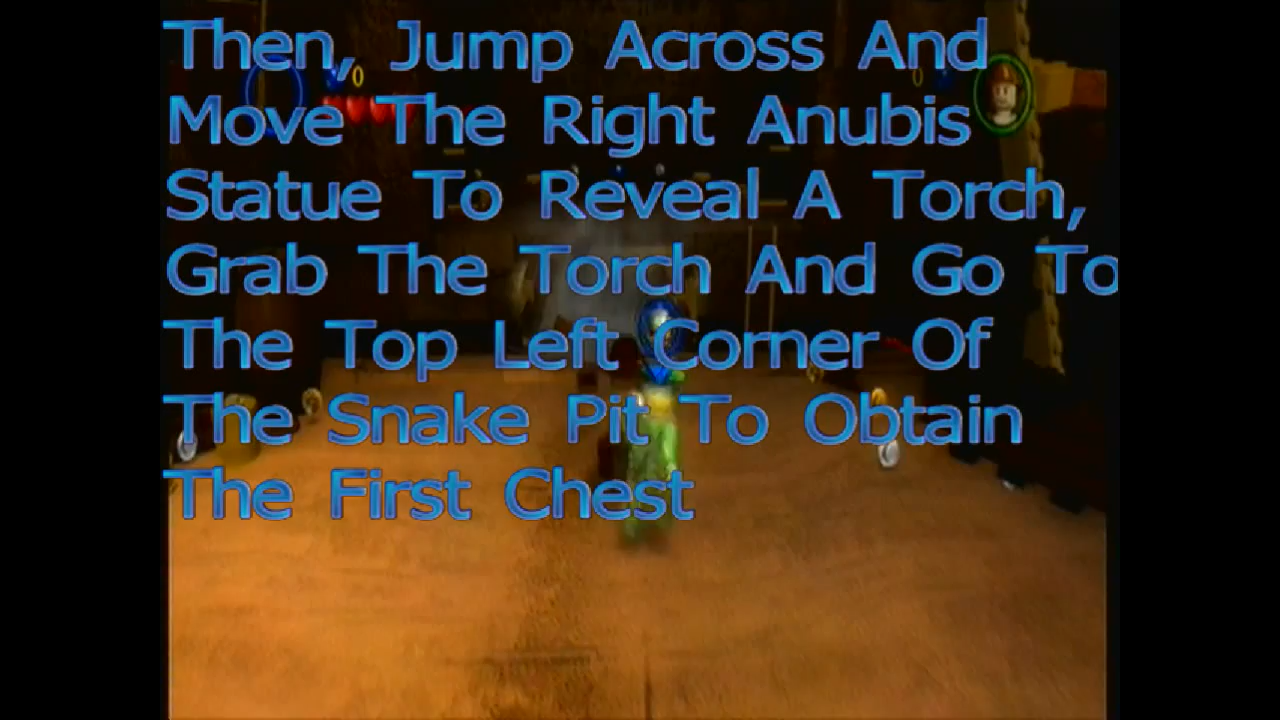 Then, Jump Across And
Move The Right Anubis
Statue To Reveal A Torch,
Grab The Torch And Go To
The Top Left Corner Of
The Snake Pit To Obtain
The First Chest